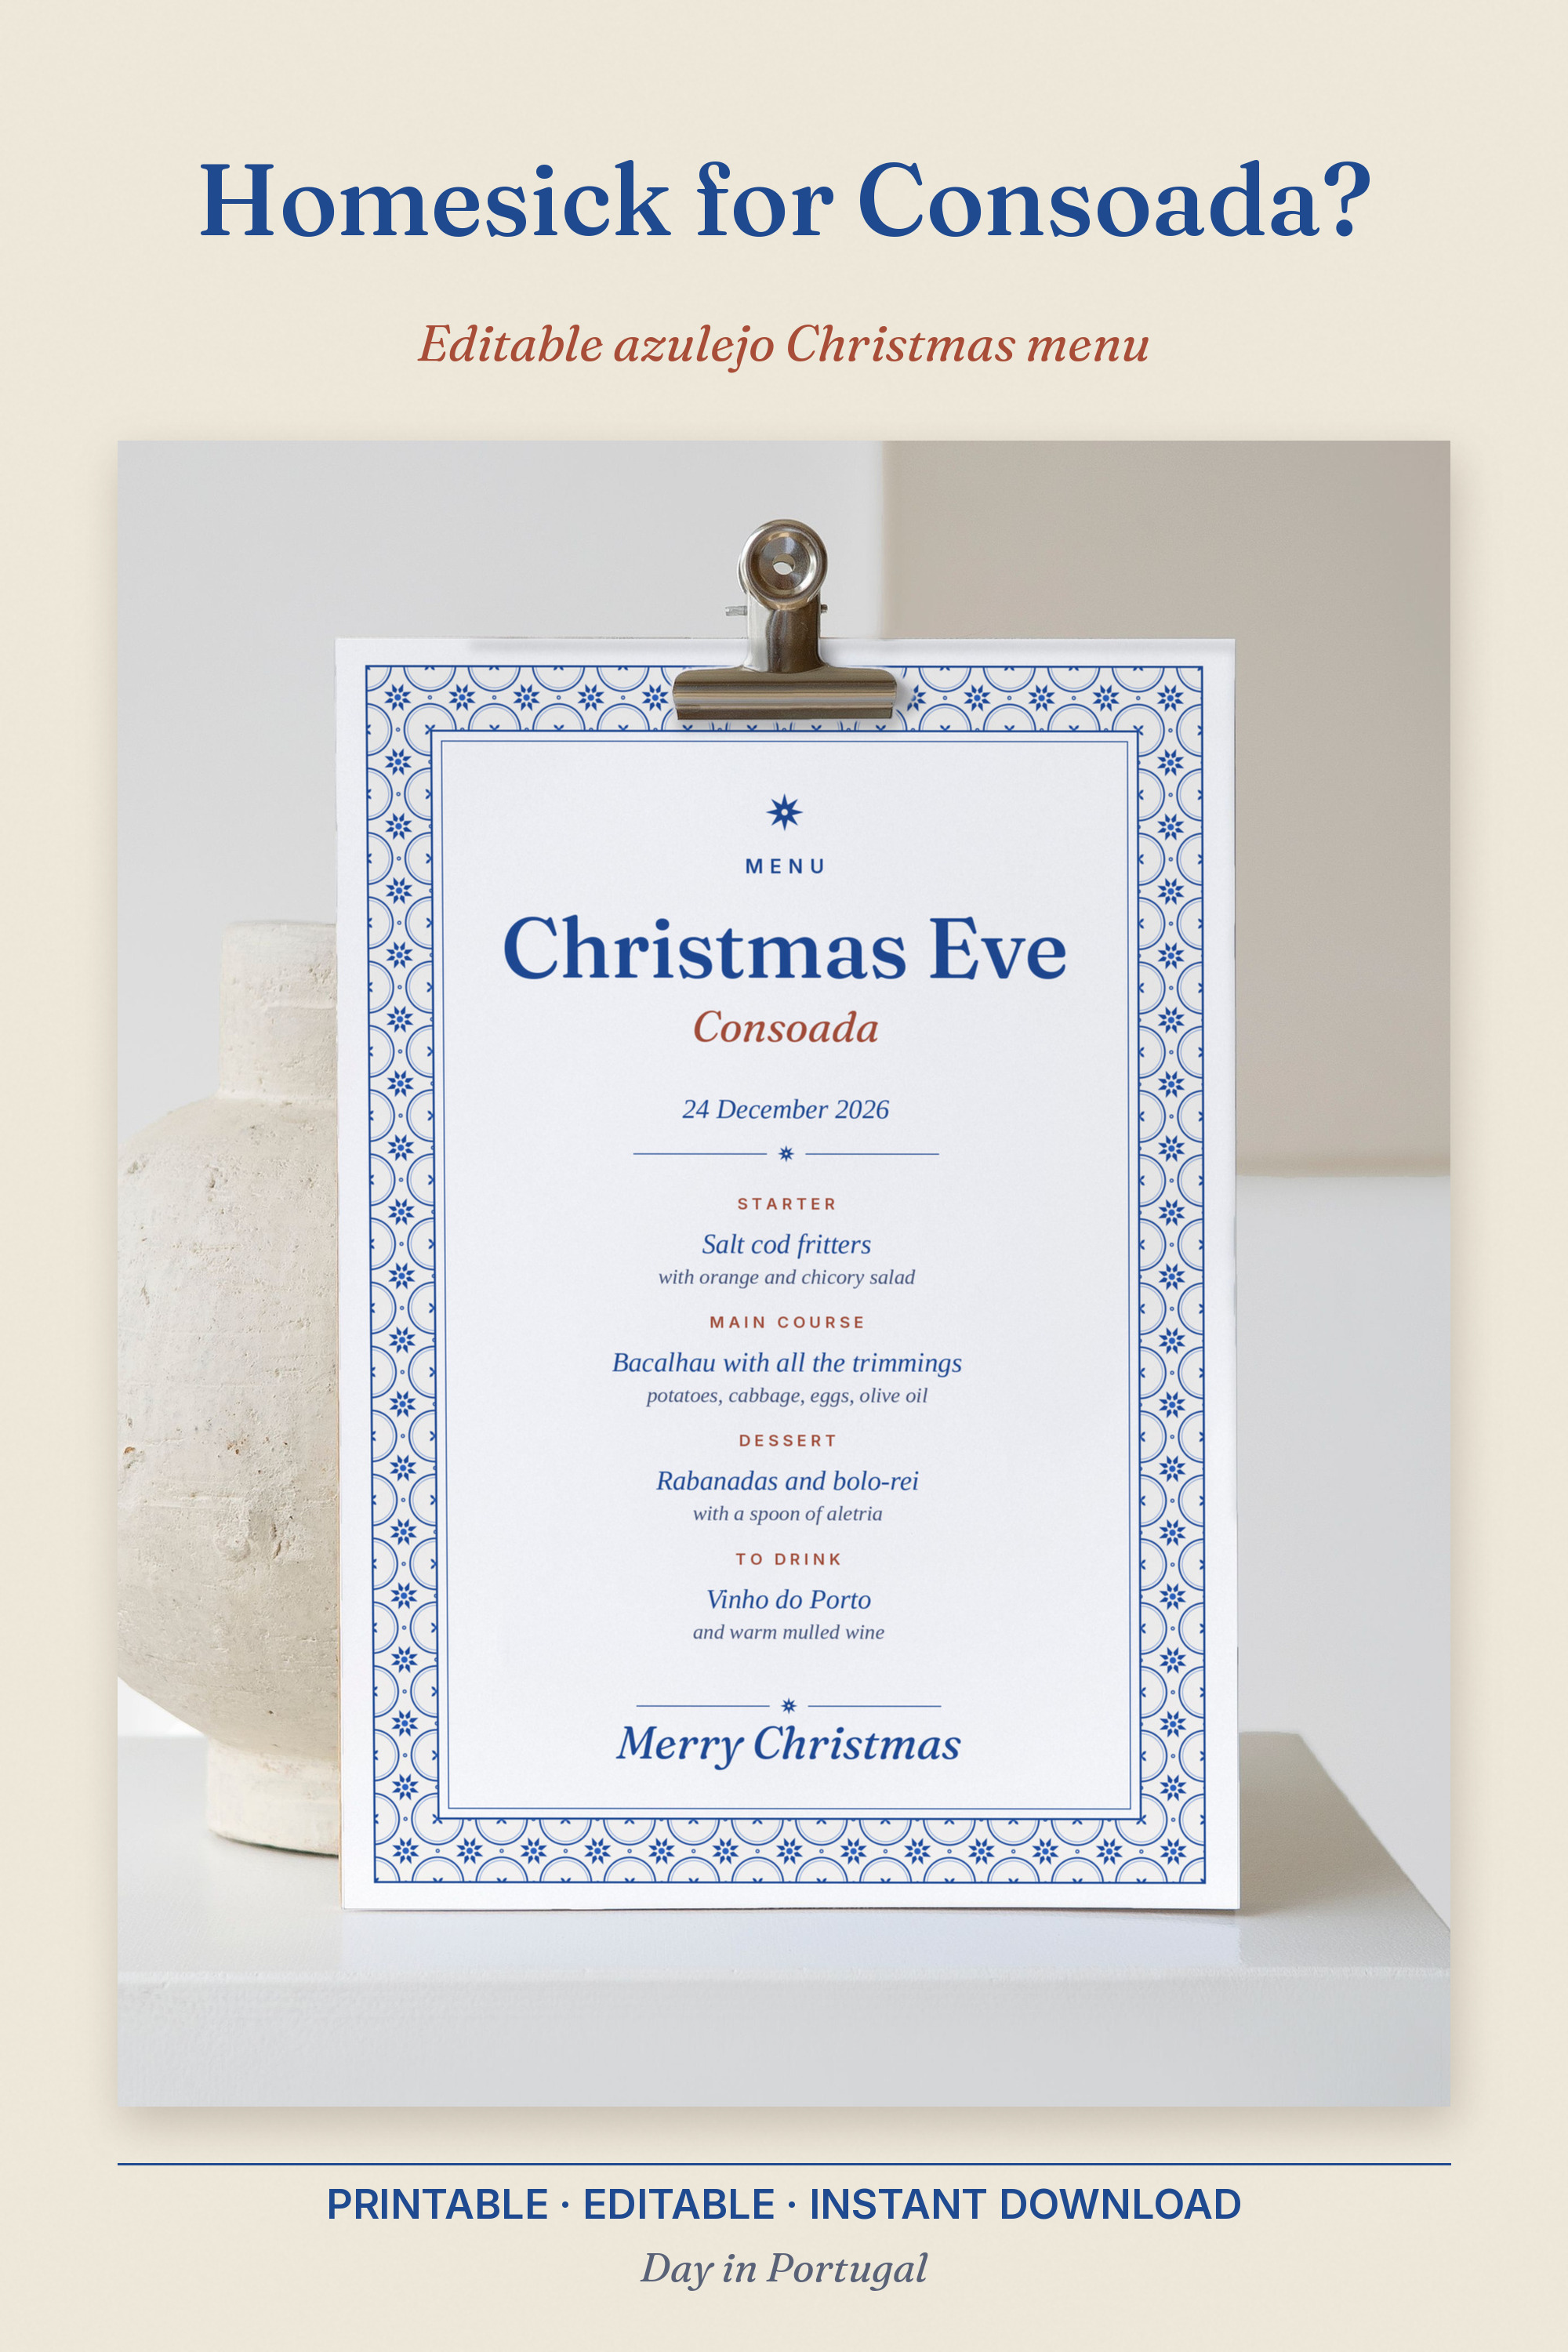 Homesick for Consoada?
Editable azulejo Christmas menu
MENU
Christmas Eve
Consoada
24 December 2026
STARTER
Salt cod fritters
with orange and chicory salad
MAIN COURSE
Bacalhau with all the trimmings
potatoes, cabbage, eggs, olive oil
DESSERT
Rabanadas and bolo-rei
with a spoon of aletria
TO DRINK
Vinho do Porto
and warm mulled wine
Merry Christmas
PRINTABLE · EDITABLE · INSTANT DOWNLOAD
Day in Portugal